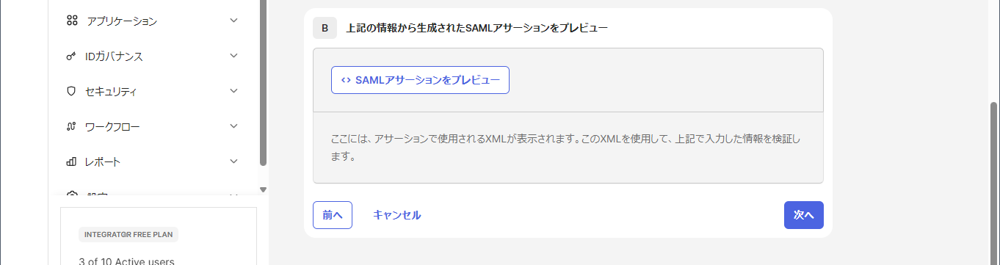 アプリケーション
IDガバナンス
セキュリティ
ワークフロー
レポート
INTEGRATOR FREE PLAN
3 of 10 Active users
B 上記の情報から生成されたSAMLアサーションをプレビュー
<> SAMLアサーションをプレビュー
ここには、アサーションで使用されるXMLが表示されます。このXMLを使用して、上記で入力した情報を検証し
ます。
前へ キャンセル 次へ